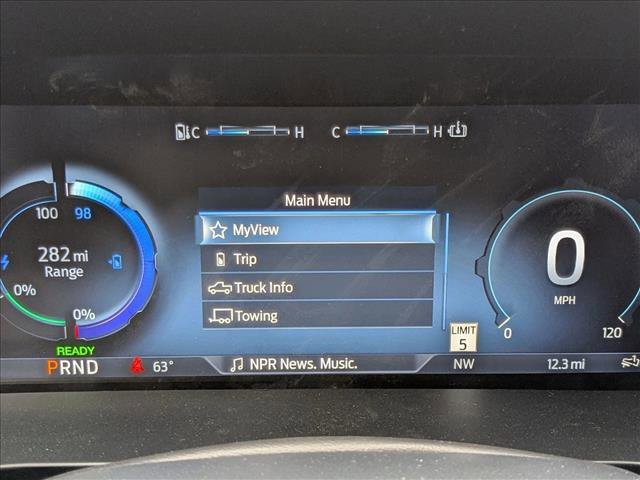 C H C H
Main Menu
MyView
Trip
Truck Info
Towing
100 98
282 mi
Range
0%
0%
READY
PRND
63°
NPR News. Music.
LIMIT
5
NW
12.3 mi
0
MPH
0 120